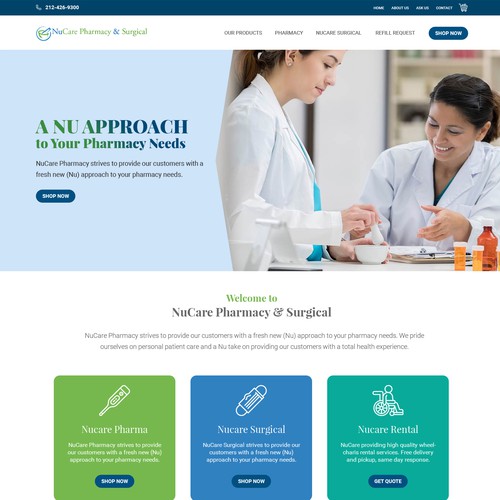 212-426-9300
HOME ABOUT US ASK US CONTACT
NuCare Pharmacy & Surgical
OUR PRODUCTS PHARMACY NUCARE SURGICAL REFILL REQUEST SHOP NOW
A NU APPROACH
to Your Pharmacy Needs
NuCare Pharmacy strives to provide our customers with a
fresh new (Nu) approach to your pharmacy needs.
SHOP NOW
Welcome to
NuCare Pharmacy & Surgical
NuCare Pharmacy strives to provide our customers with a fresh new (Nu) approach to your pharmacy needs. We pride
ourselves on personal patient care and a Nu take on providing our customers with a total health experience.
Nucare Pharma
NuCare Pharmacy strives to provide
our customers with a fresh new (Nu)
approach to your pharmacy needs.
SHOP NOW
Nucare Surgical
NuCare Surgical strives to provide
our customers with a fresh new (Nu)
approach to your pharmacy needs.
SHOP NOW
Nucare Rental
NuCare providing high quality wheel-
charis rental services. Free delivery
and pickup, same day response.
GET QUOTE